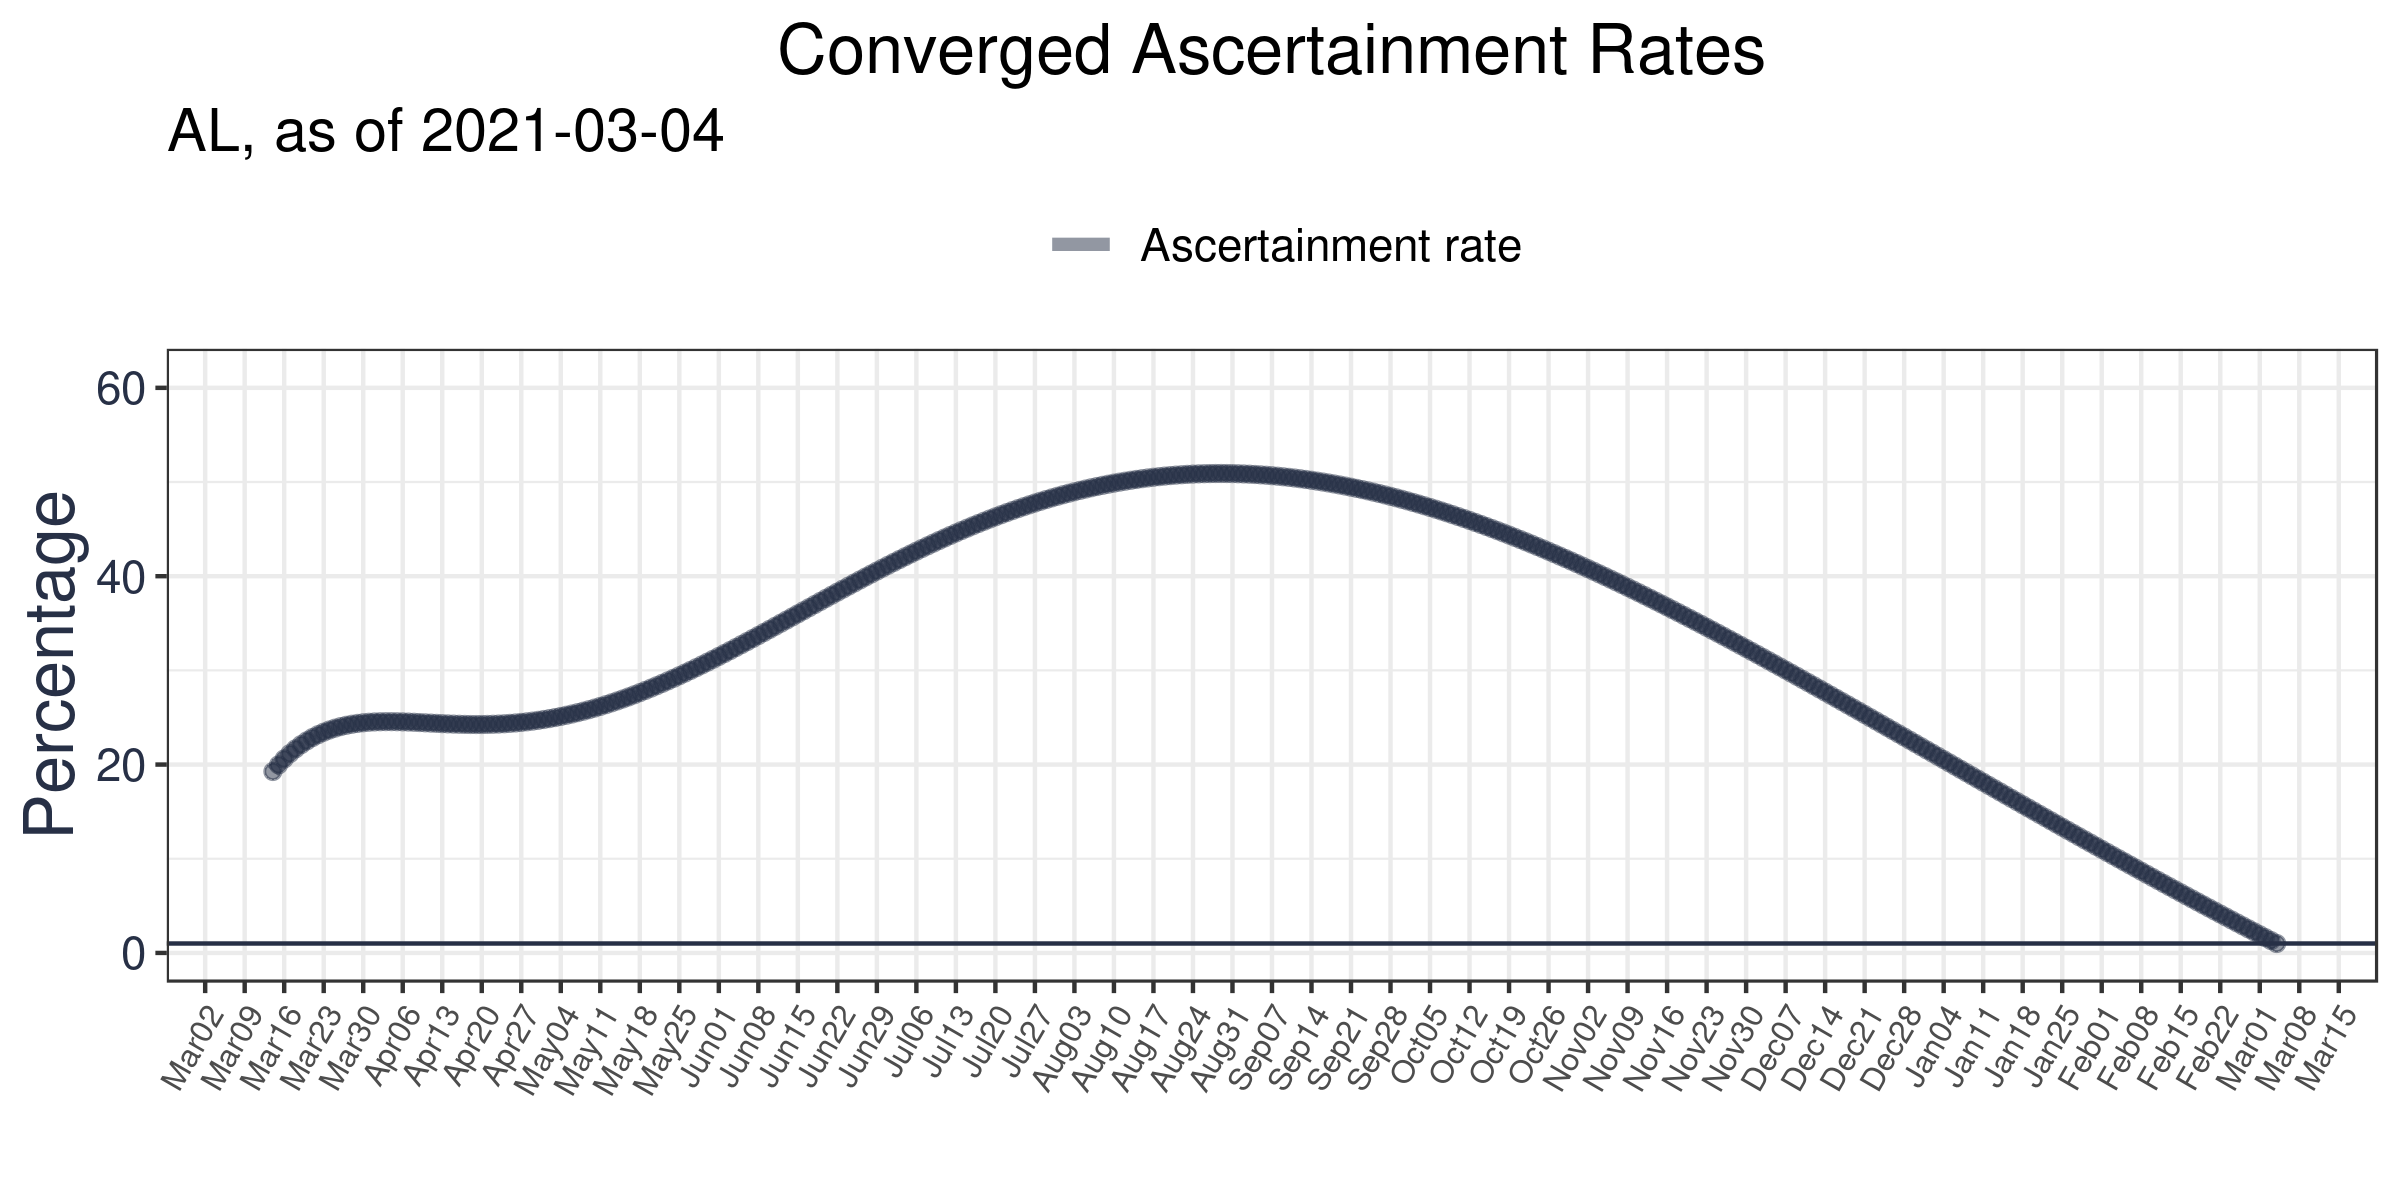 Converged Ascertainment Rates
AL, as of 2021-03-04
Ascertainment rate
Percentage
60
40
20
0
Mar02
Mar09
Mar16
Mar23
Mar30
Apr06
Apr13
Apr20
Apr27
May04
May11
May18
May25
Jun01
Jun08
Jun15
Jun22
Jun29
Jul06
Jul13
Jul20
Jul27
Aug03
Aug10
Aug17
Aug24
Aug31
Sep07
Sep14
Sep21
Sep28
Oct05
Oct12
Oct19
Oct26
Nov02
Nov09
Nov16
Nov23
Nov30
Dec07
Dec14
Dec21
Dec28
Jan04
Jan11
Jan18
Jan25
Feb01
Feb08
Feb15
Feb22
Mar01
Mar08
Mar15